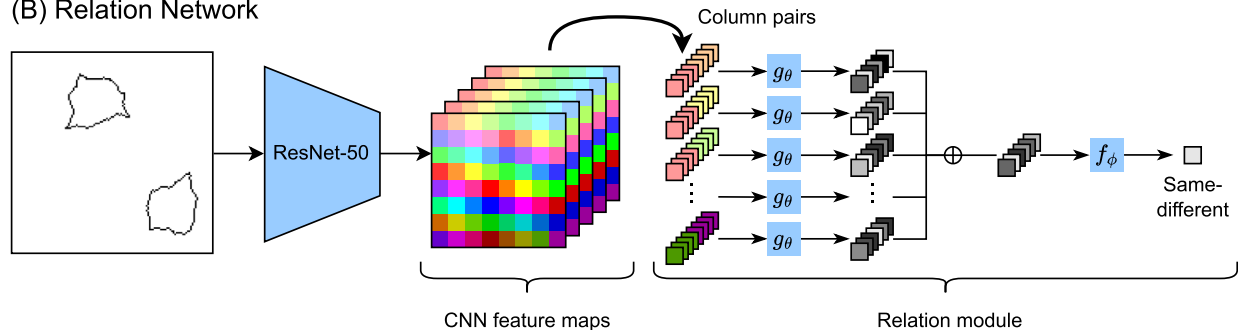 (B) Relation Network
Column pairs
ResNet-50
gθ
gθ
gθ
gθ
gθ
⋮
⋮
⊕
fϕ
Same-
different
CNN feature maps
Relation module